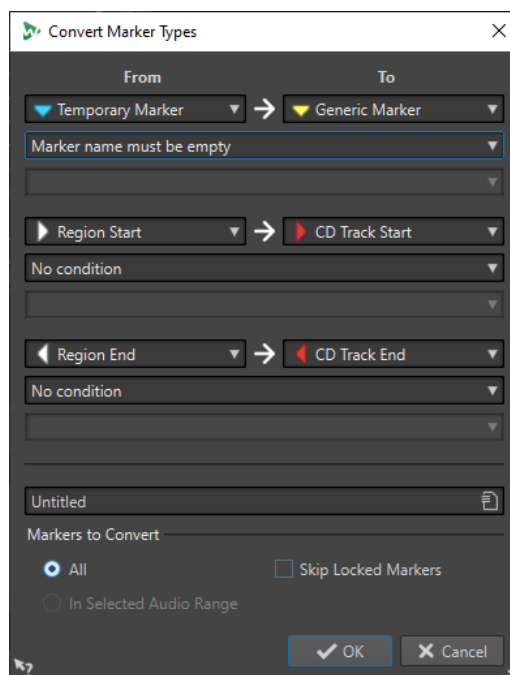 Convert Marker Types
From To
Temporary Marker Generic Marker
Marker name must be empty
Region Start CD Track Start
No condition
Region End CD Track End
No condition
Untitled
Markers to Convert
All Skip Locked Markers
In Selected Audio Range
OK Cancel
?